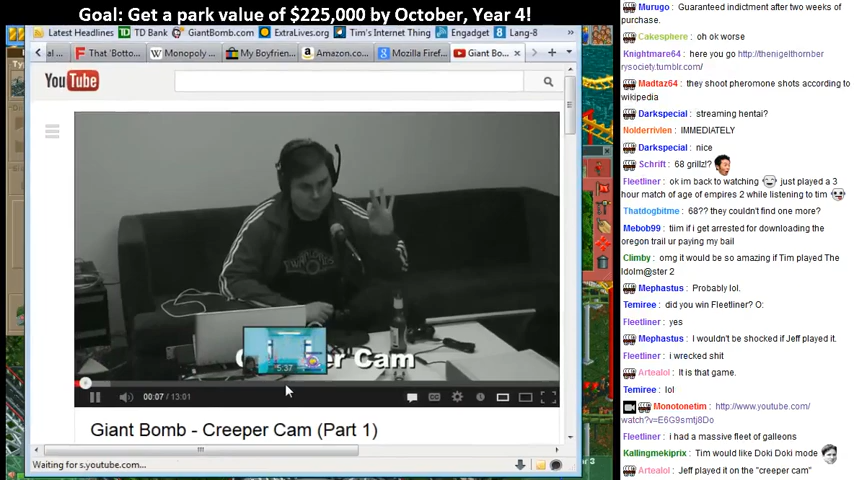 Goal: Get a park value of $225,000 by October, Year 4!
Latest Headlines TD Bank GiantBomb.com ExtraLives.org Tim's Internet Thing Engadget Lang-8 »
al ... That 'Botto... Monopoly ... My Boyfrien... Amazon.co... Mozilla Firef... Giant Bo...
YouTube
5:37
Cam
00:07 / 13:01
Giant Bomb - Creeper Cam (Part 1)
Waiting for s.youtube.com...
Murugo: Guaranteed indictment after two weeks of
purchase.
Cakesphere: oh ok worse
Knightmare64: here you go http://thenigelthornber
rysociety.tumblr.com/
Madtaz64: they shoot pheromone shots according to
wikipedia
Darkspecial: streaming hentai?
Nolderrivlen: IMMEDIATELY
Darkspecial: nice
Schrift: 68 grillz!?
Fleetliner: ok im back to watching just played a 3
hour match of age of empires 2 while listening to tim
Thatdogbitme: 68?? they couldn't find one more?
Mebob99: tiim if i get arrested for downloading the
oregon trail ur paying my bail
Climby: omg it would be so amazing if Tim played The
Idolm@ster 2
Mephastus: Probably lol.
Temiree: did you win Fleetliner? O:
Fleetliner: yes
Mephastus: I wouldn't be shocked if Jeff played it.
Fleetliner: i wrecked shit
Artealol: It is that game.
Temiree: lol
Monotonetim: http://www.youtube.com/
watch?v=E6G9smtj8Do
Fleetliner: i had a massive fleet of galleons
Kallingmekiprix: Tim would like Doki Doki mode
Artealol: Jeff played it on the "creeper cam"